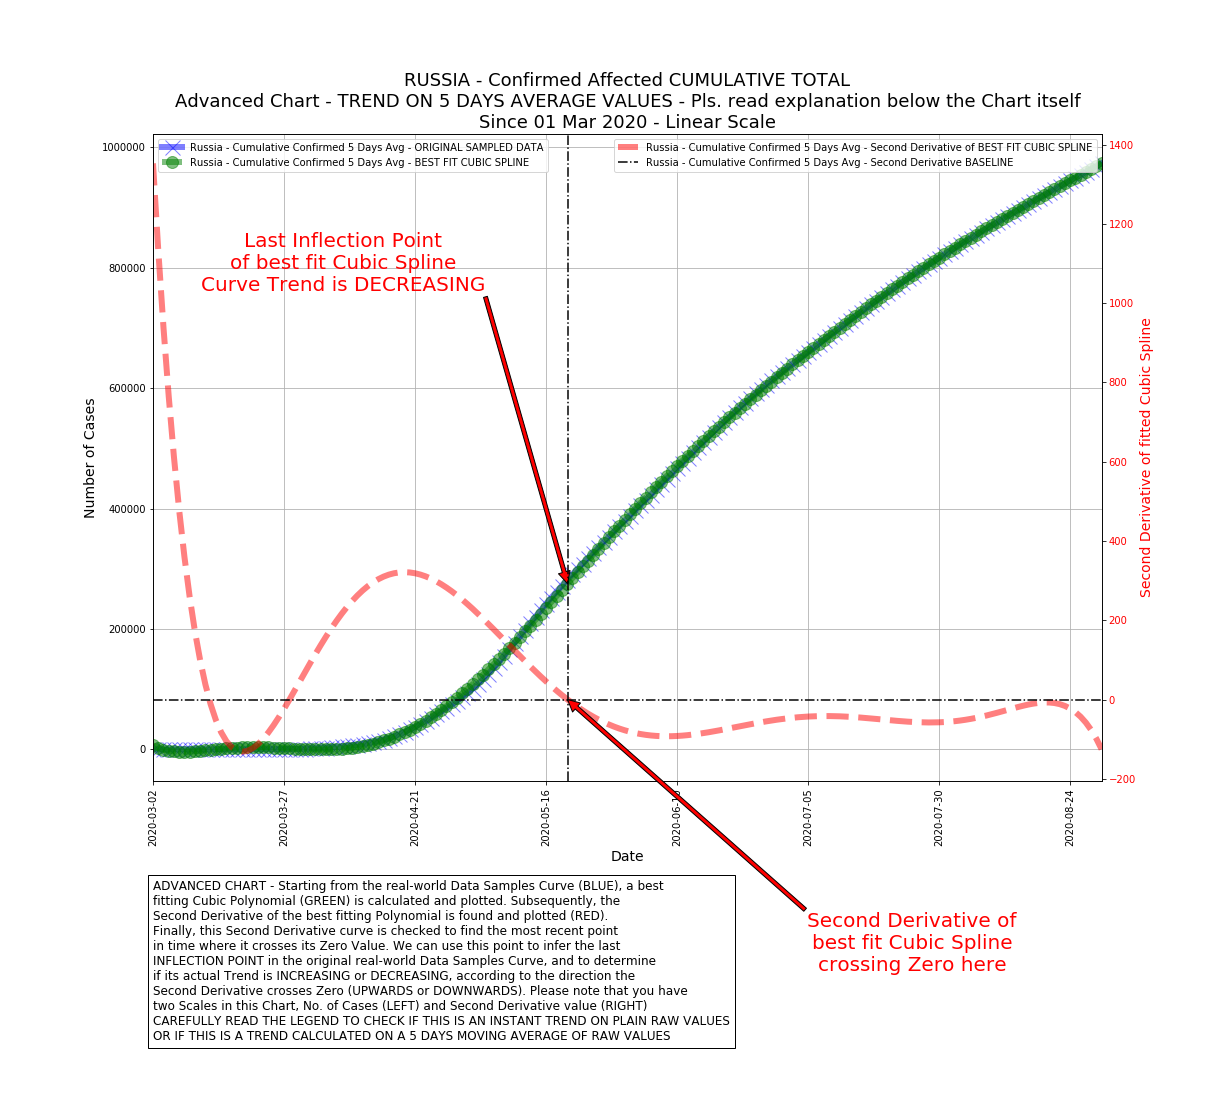 RUSSIA - Confirmed Affected CUMULATIVE TOTAL
Advanced Chart - TREND ON 5 DAYS AVERAGE VALUES - Pls. read explanation below the Chart itself
Since 01 Mar 2020 - Linear Scale
Russia - Cumulative Confirmed 5 Days Avg - ORIGINAL SAMPLED DATA
Russia - Cumulative Confirmed 5 Days Avg - BEST FIT CUBIC SPLINE
Russia - Cumulative Confirmed 5 Days Avg - Second Derivative of BEST FIT CUBIC SPLINE
Russia - Cumulative Confirmed 5 Days Avg - Second Derivative BASELINE
Last Inflection Point
of best fit Cubic Spline
Curve Trend is DECREASING
Number of Cases
1000000
800000
600000
400000
200000
0
1400
1200
1000
800
600
400
200
0
−200
Second Derivative of fitted Cubic Spline
2020-03-02
2020-03-27
2020-04-21
2020-05-16
2020-06-10
2020-07-05
2020-07-30
2020-08-24
Date
ADVANCED CHART - Starting from the real-world Data Samples Curve (BLUE), a best
fitting Cubic Polynomial (GREEN) is calculated and plotted. Subsequently, the
Second Derivative of the best fitting Polynomial is found and plotted (RED).
Finally, this Second Derivative curve is checked to find the most recent point
in time where it crosses its Zero Value. We can use this point to infer the last
INFLECTION POINT in the original real-world Data Samples Curve, and to determine
if its actual Trend is INCREASING or DECREASING, according to the direction the
Second Derivative crosses Zero (UPWARDS or DOWNWARDS). Please note that you have
two Scales in this Chart, No. of Cases (LEFT) and Second Derivative value (RIGHT)
CAREFULLY READ THE LEGEND TO CHECK IF THIS IS AN INSTANT TREND ON PLAIN RAW VALUES
OR IF THIS IS A TREND CALCULATED ON A 5 DAYS MOVING AVERAGE OF RAW VALUES
Second Derivative of
best fit Cubic Spline
crossing Zero here